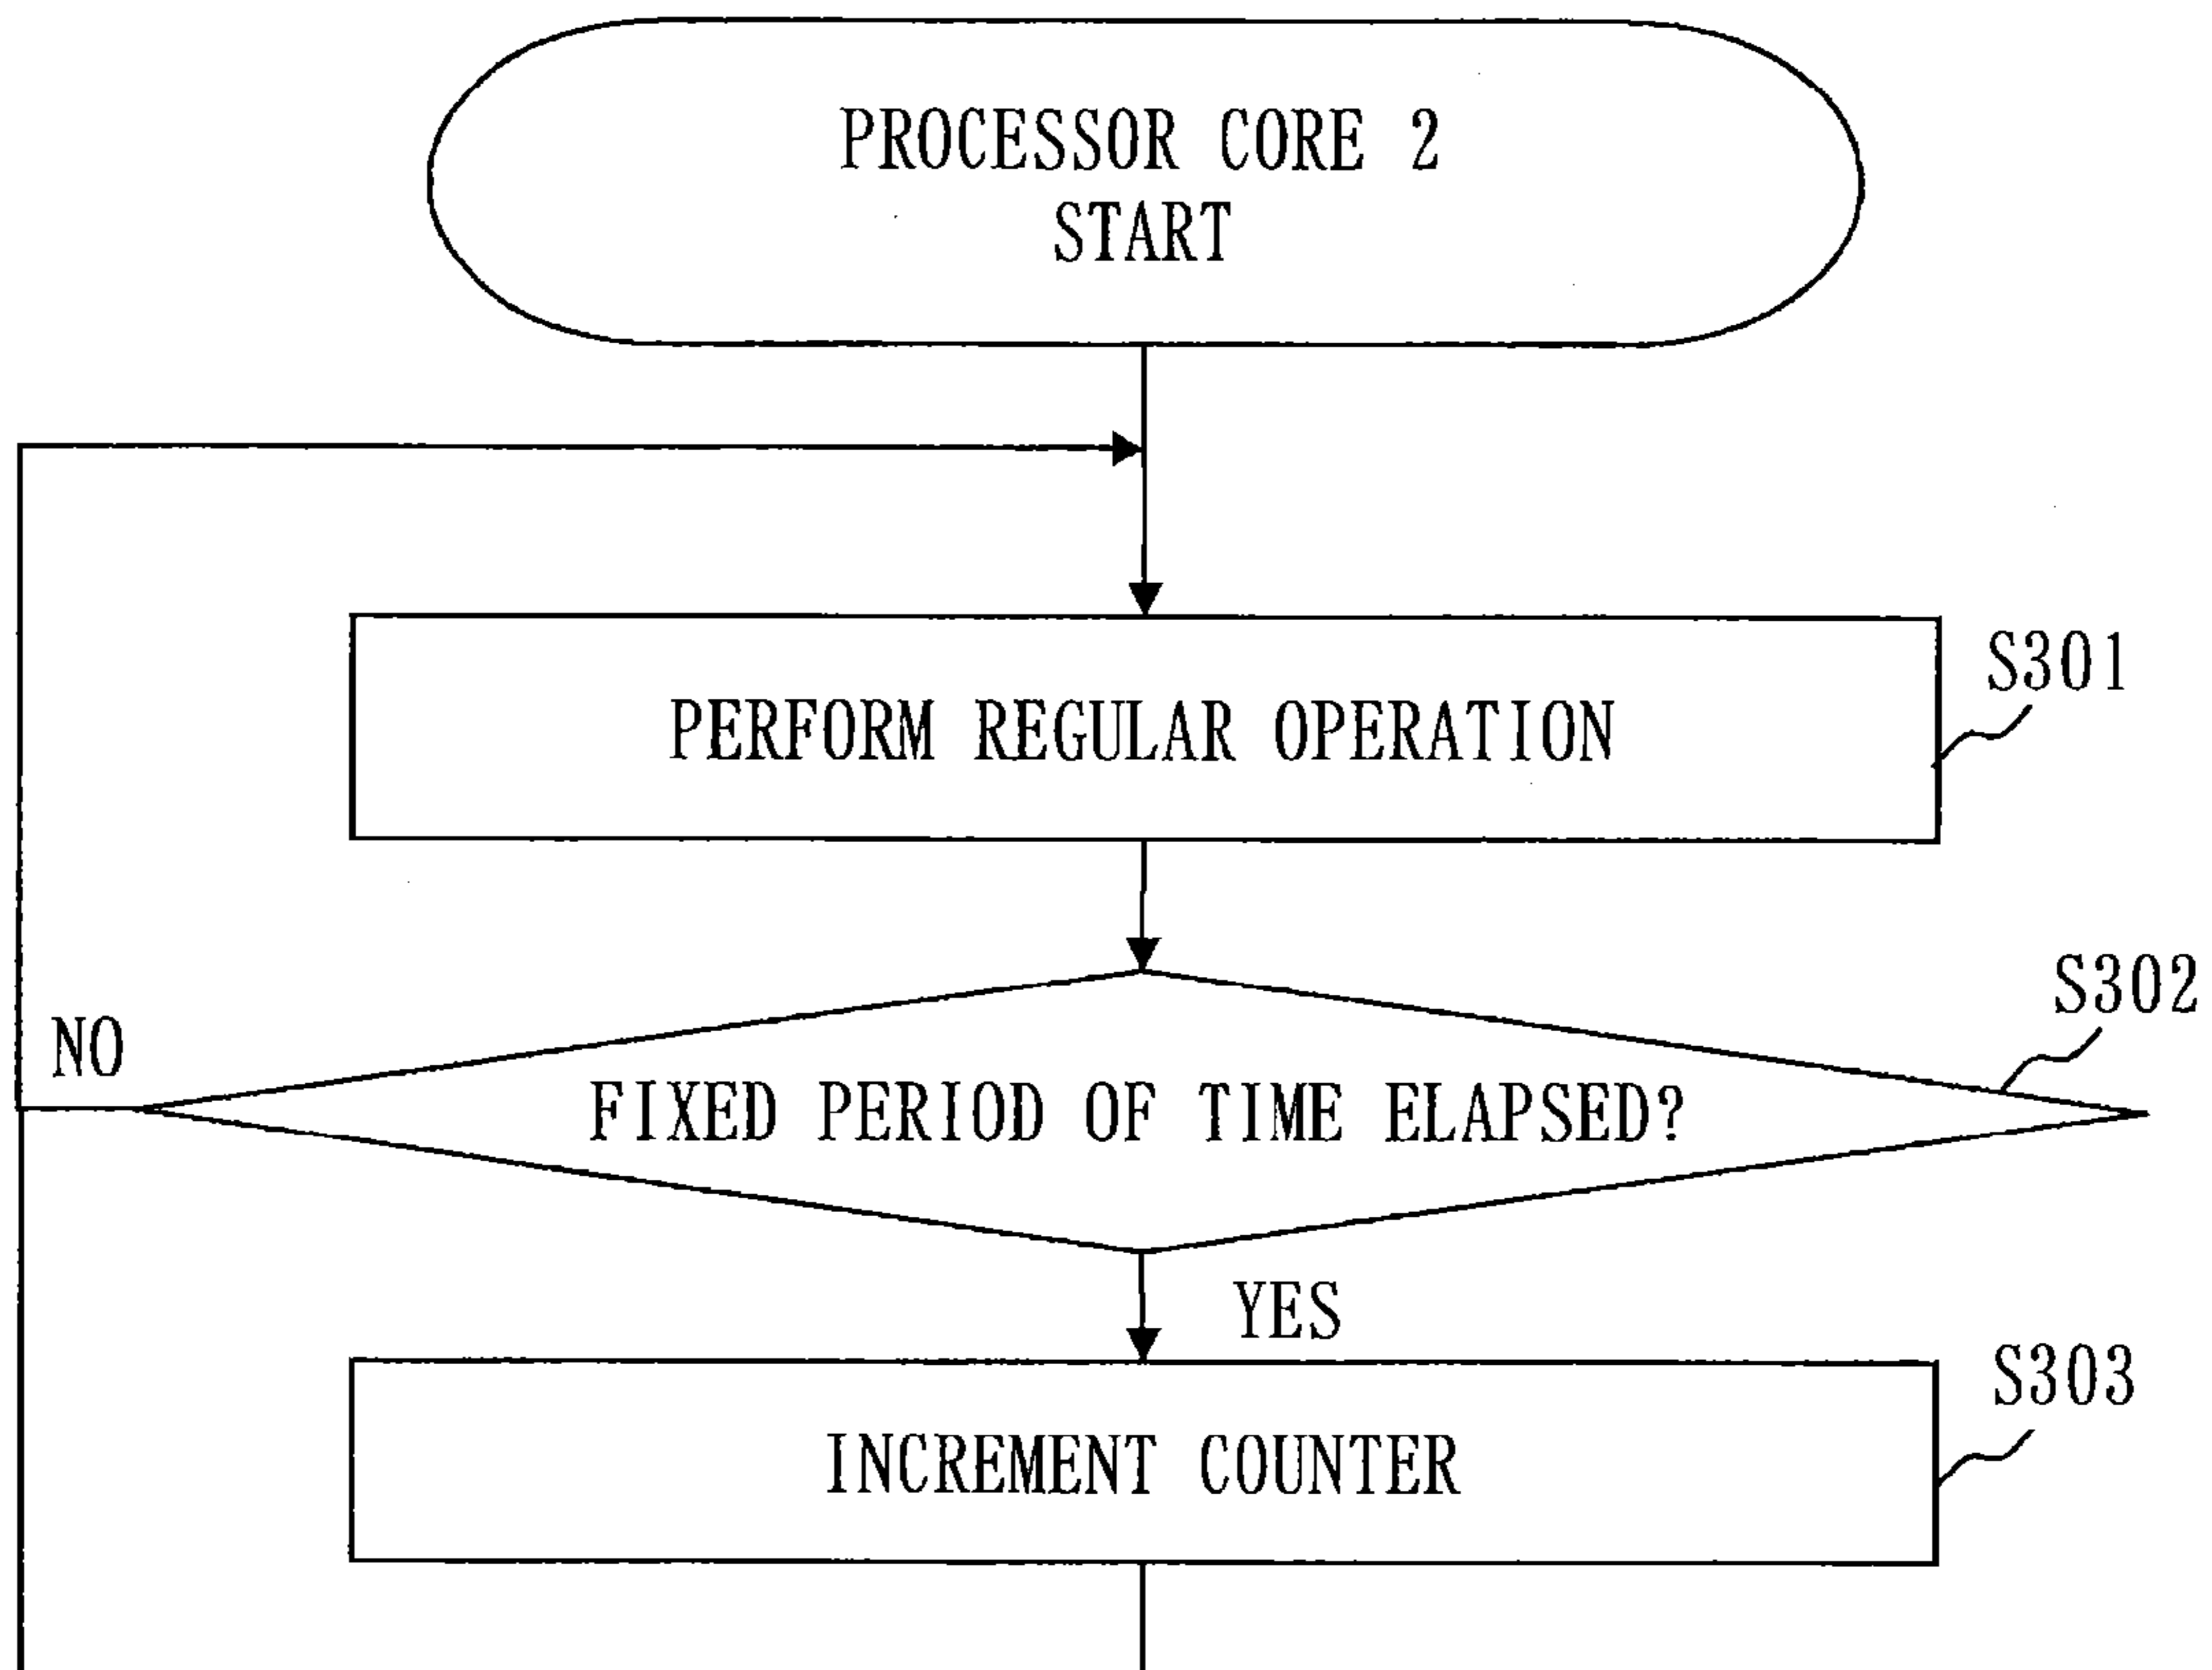 PROCESSOR CORE 2
START
PERFORM REGULAR OPERATION
S301
FIXED PERIOD OF TIME ELAPSED?
S302
NO
YES
INCREMENT COUNTER
S303